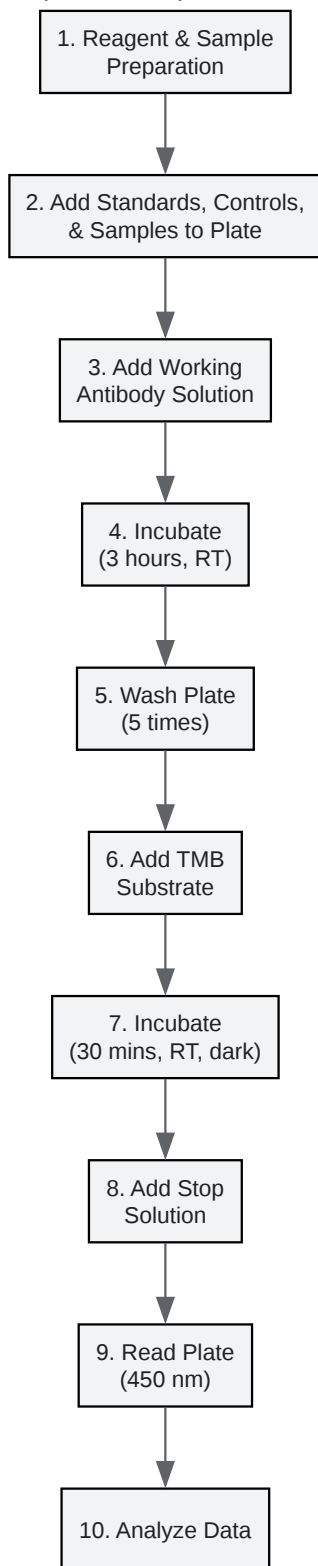 1. Reagent & Sample
Preparation
2. Add Standards, Controls,
& Samples to Plate
3. Add Working
Antibody Solution
4. Incubate
(3 hours, RT)
5. Wash Plate
(5 times)
6. Add TMB
Substrate
7. Incubate
(30 mins, RT, dark)
8. Add Stop
Solution
9. Read Plate
(450 nm)
10. Analyze Data